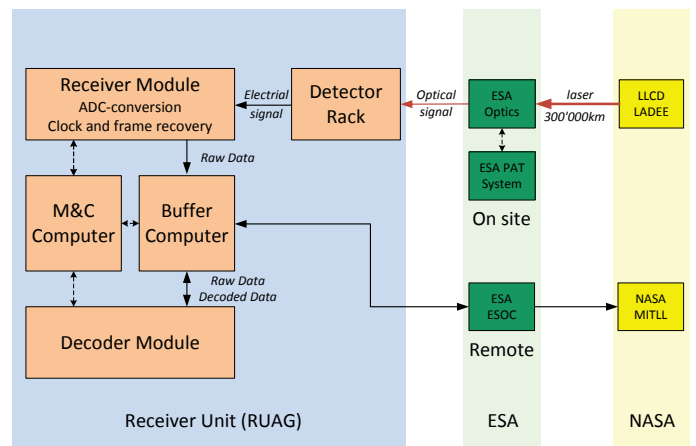 Receiver Module
ADC-conversion
Clock and frame recovery
Electrial
signal
Detector
Rack
Optical
signal
ESA
Optics
laser
300'000km
LLCD
LADEE
Raw Data
ESA PAT
System
On site
M&C
Computer
Buffer
Computer
Raw Data
Decoded Data
ESA
ESOC
NASA
MITLL
Decoder Module
Remote
Receiver Unit (RUAG)
ESA
NASA